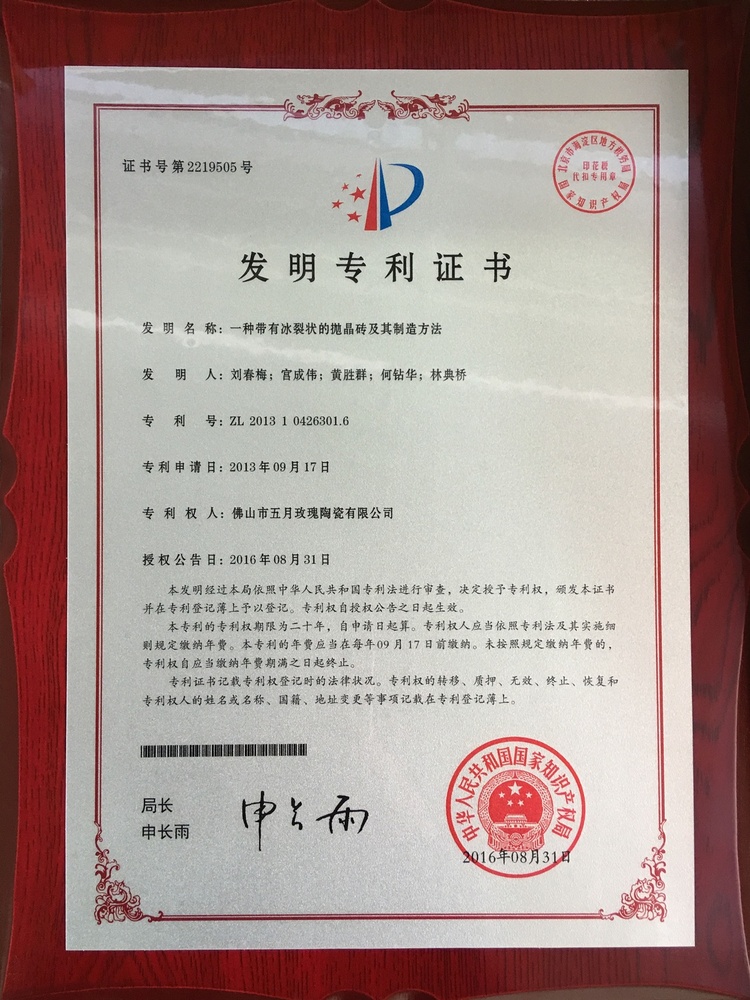 证书号第2219505号
北京市海淀区地方税务局
印花税
代扣专用章
国家知识产权局
发明专利证书
发明名称：一种带有冰裂状的抛晶砖及其制造方法
发明人：刘春梅；宫成伟；黄胜群；何钻华；林典桥
专利号：ZL 2013 1 0426301.6
专利申请日：2013年09月17日
专利权人：佛山市五月玫瑰陶瓷有限公司
授权公告日：2016年08月31日
本发明经过本局依照中华人民共和国专利法进行审查，决定授予专利权，颁发本证书
并在专利登记簿上予以登记。专利权自授权公告之日起生效。
本专利的专利权期限为二十年，自申请日起算。专利权人应当依照专利法及其实施细
则规定缴纳年费。本专利的年费应当在每年09月17日前缴纳。未按照规定缴纳年费的，
专利权自应当缴纳年费期满之日起终止。
专利证书记载专利权登记时的法律状况。专利权的转移、质押、无效、终止、恢复和
专利权人的姓名或名称、国籍、地址变更等事项记载在专利登记簿上。
局长
申长雨
申长雨
中华人民共和国国家知识产权局
2016年08月31日